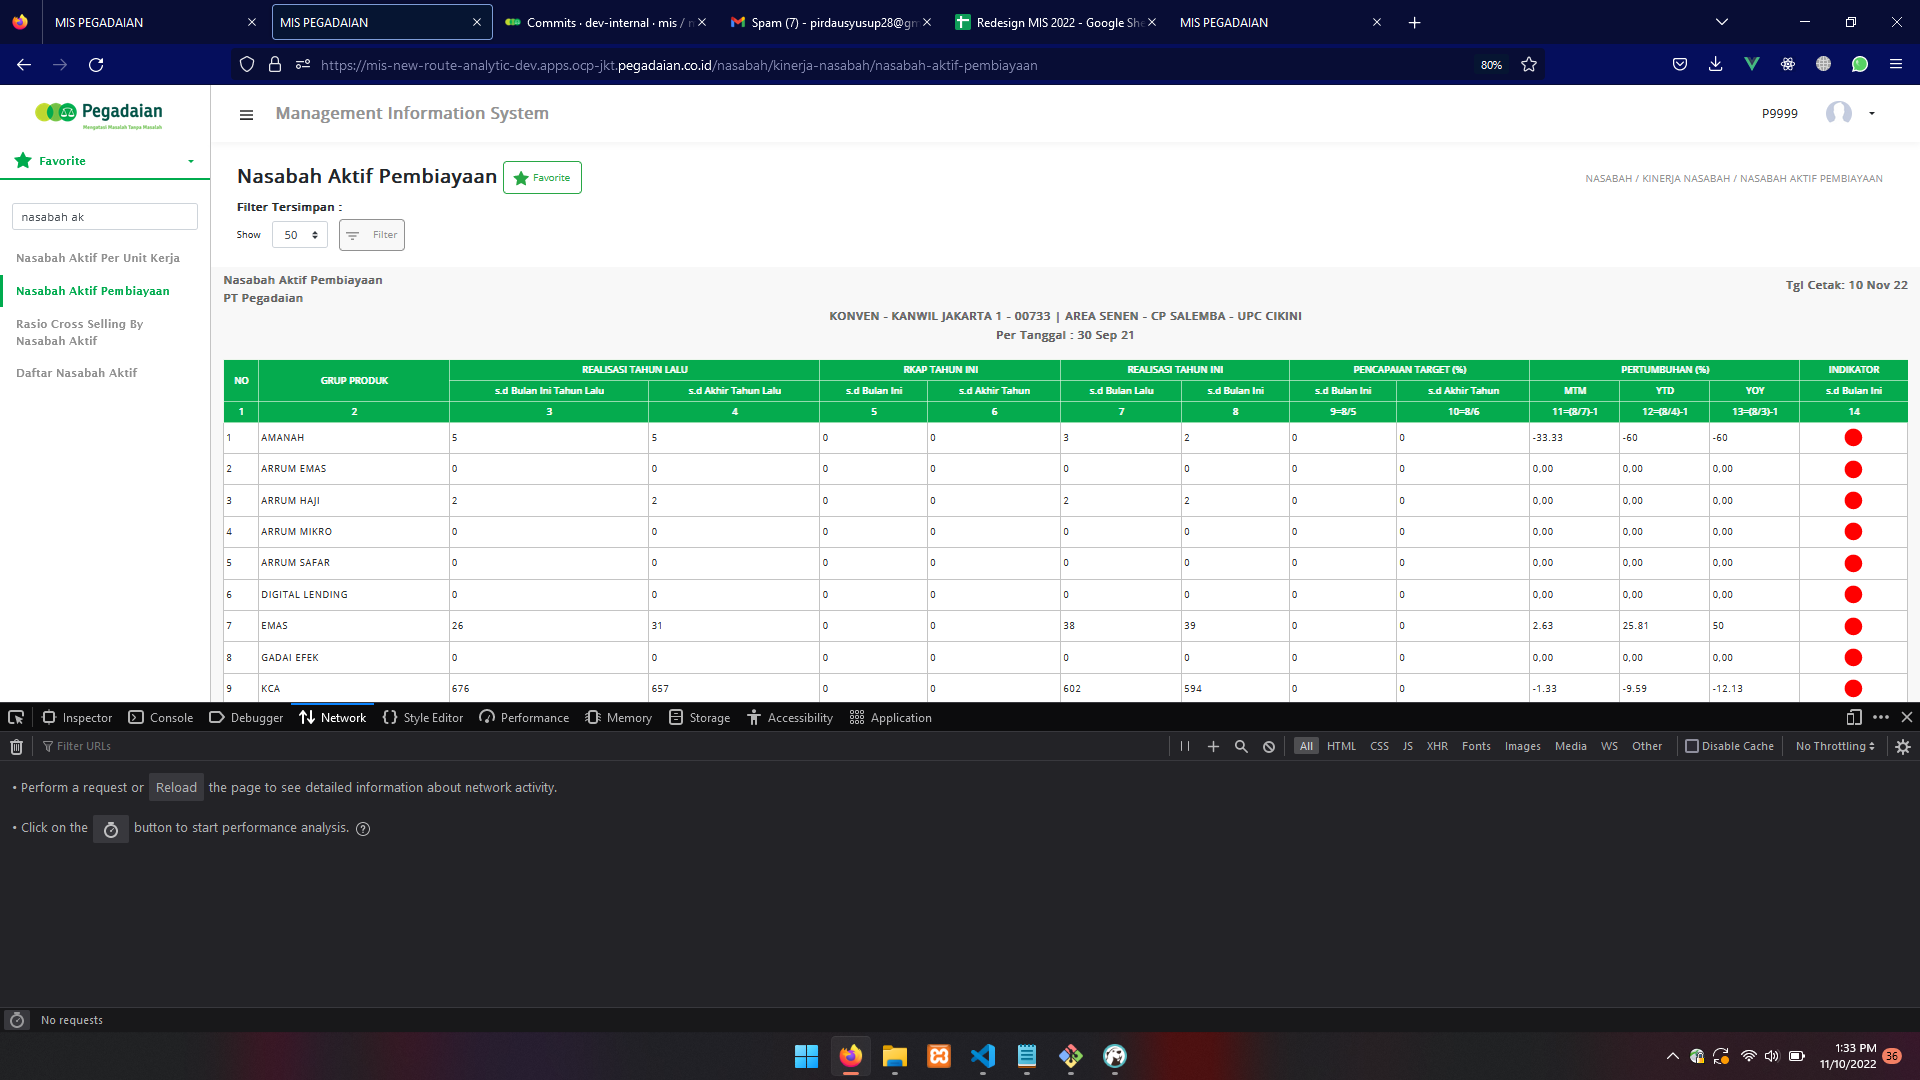 MIS PEGADAIAN
MIS PEGADAIAN
Commits · dev-internal · mis /
Spam (7) - pirdausyusup28@gm
Redesign MIS 2022 - Google She
MIS PEGADAIAN
https://mis-new-route-analytic-dev.apps.ocp-jkt.pegadaian.co.id/nasabah/kinerja-nasabah/nasabah-aktif-pembiayaan
80%
Pegadaian
Mengatasi Masalah Tanpa Masalah
Management Information System
P9999
Favorite
nasabah ak
Nasabah Aktif Per Unit Kerja
Nasabah Aktif Pembiayaan
Rasio Cross Selling By
Nasabah Aktif
Daftar Nasabah Aktif
Nasabah Aktif Pembiayaan
Favorite
NASABAH / KINERJA NASABAH / NASABAH AKTIF PEMBIAYAAN
Filter Tersimpan :
Show 50 Filter
Nasabah Aktif Pembiayaan
PT Pegadaian
Tgl Cetak: 10 Nov 22
KONVEN - KANWIL JAKARTA 1 - 00733 | AREA SENEN - CP SALEMBA - UPC CIKINI
Per Tanggal : 30 Sep 21
NO GRUP PRODUK REALISASI TAHUN LALU RKAP TAHUN INI REALISASI TAHUN INI PENCAPAIAN TARGET (%) PERTUMBUHAN (%) INDIKATOR
s.d Bulan Ini Tahun Lalu s.d Akhir Tahun Lalu s.d Bulan Ini s.d Akhir Tahun s.d Bulan Lalu s.d Bulan Ini s.d Bulan Ini s.d Akhir Tahun MTM YTD YOY s.d Bulan Ini
1 2 3 4 5 6 7 8 9=8/5 10=8/6 11=(8/7)-1 12=(8/4)-1 13=(8/3)-1 14
1 AMANAH 5 5 0 0 3 2 0 0 -33.33 -60 -60
2 ARRUM EMAS 0 0 0 0 0 0 0 0 0,00 0,00 0,00
3 ARRUM HAJI 2 2 0 0 2 2 0 0 0,00 0,00 0,00
4 ARRUM MIKRO 0 0 0 0 0 0 0 0 0,00 0,00 0,00
5 ARRUM SAFAR 0 0 0 0 0 0 0 0 0,00 0,00 0,00
6 DIGITAL LENDING 0 0 0 0 0 0 0 0 0,00 0,00 0,00
7 EMAS 26 31 0 0 38 39 0 0 2.63 25.81 50
8 GADAI EFEK 0 0 0 0 0 0 0 0 0,00 0,00 0,00
9 KCA 676 657 0 0 602 594 0 0 -1.33 -9.59 -12.13
Inspector Console Debugger Network Style Editor Performance Memory Storage Accessibility Application
Filter URLs
All HTML CSS JS XHR Fonts Images Media WS Other Disable Cache No Throttling
• Perform a request or Reload the page to see detailed information about network activity.
• Click on the button to start performance analysis.
No requests
1:33 PM
11/10/2022
36